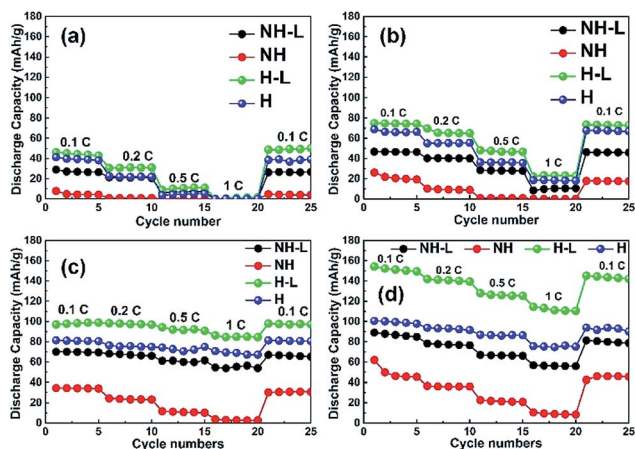 (a)
NH-L
NH
H-L
H
0.1 C
0.2 C
0.5 C
1 C
0.1 C
180
160
140
120
100
80
60
40
20
0
0 5 10 15 20 25
Discharge Capacity (mAh/g)
Cycle number
(b)
NH-L
NH
H-L
H
0.1 C
0.2 C
0.5 C
1 C
0.1 C
180
160
140
120
100
80
60
40
20
0
0 5 10 15 20 25
Discharge Capacity (mAh/g)
Cycle number
(c)
NH-L
NH
H-L
H
0.1 C 0.2 C
0.5 C
1 C
0.1 C
180
160
140
120
100
80
60
40
20
0
0 5 10 15 20 25
Discharge Capacity (mAh/g)
Cycle numbers
NH-L NH H-L H
0.1 C
0.2 C
0.5 C
1 C
0.1 C
(d)
180
160
140
120
100
80
60
40
20
0
0 5 10 15 20 25
Discharge Capacity (mAh/g)
Cycle numbers